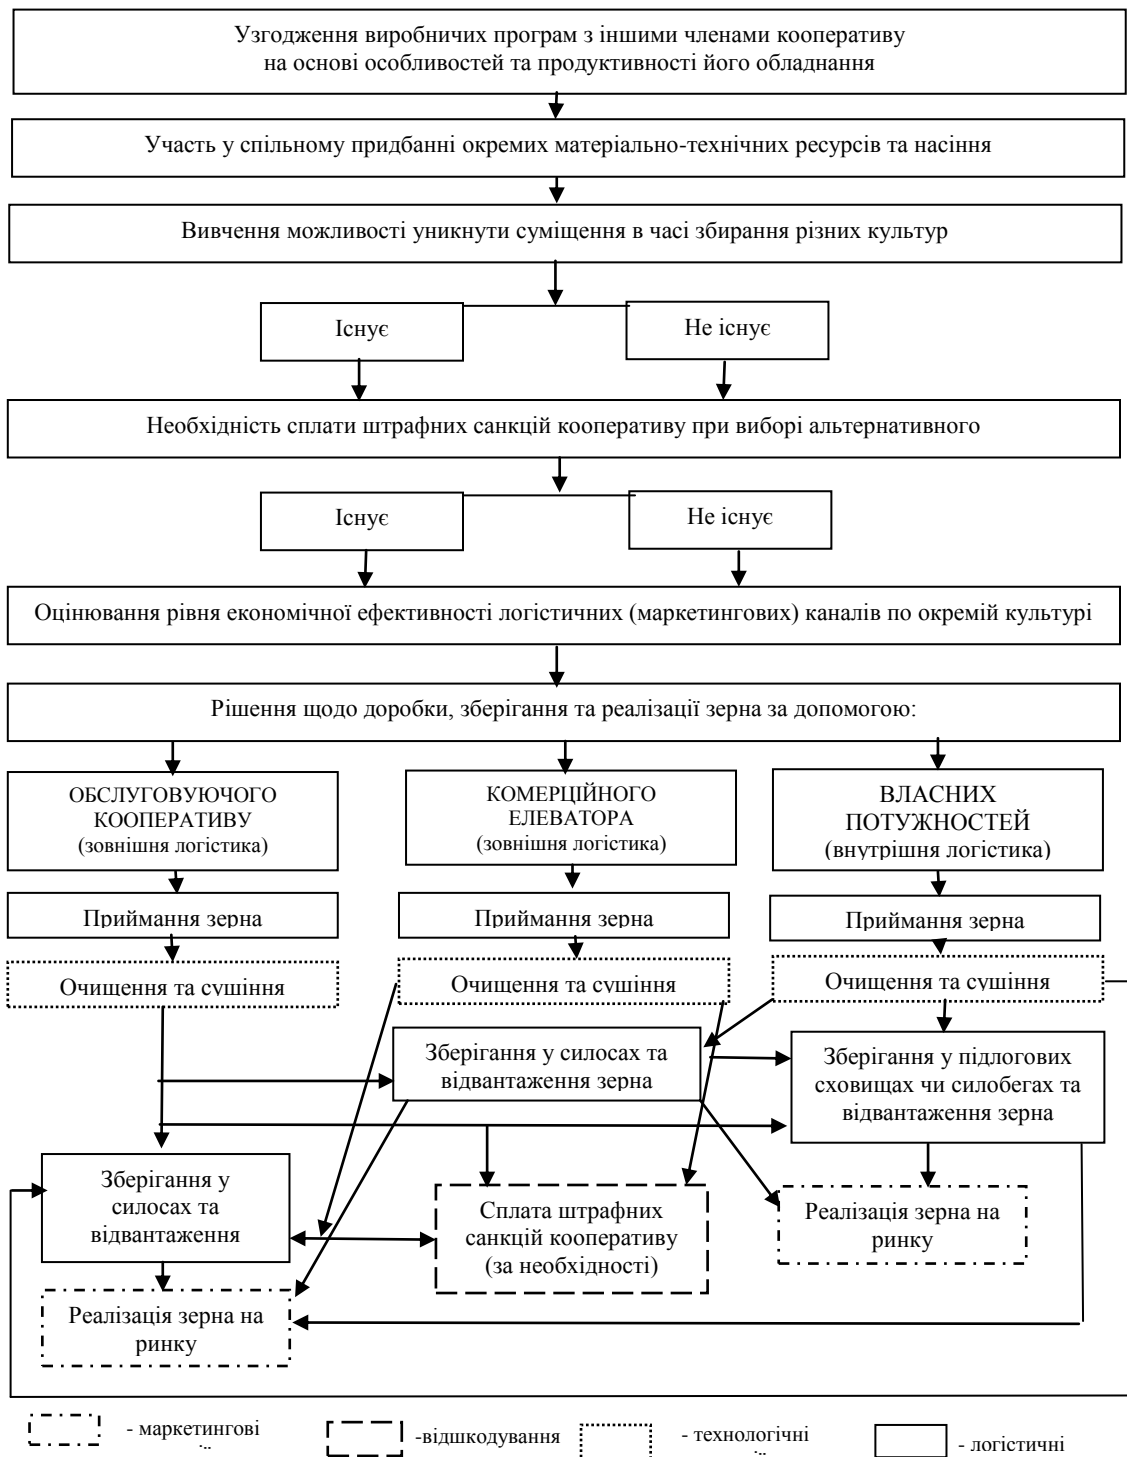 Узгодження виробничих програм з іншими членами кооперативу
на основі особливостей та продуктивності його обладнання
Участь у спільному придбанні окремих матеріально-технічних ресурсів та насіння
Вивчення можливості уникнути суміщення в часі збирання різних культур
Існує
Не існує
Необхідність сплати штрафних санкцій кооперативу при виборі альтернативного
Існує
Не існує
Оцінювання рівня економічної ефективності логістичних (маркетингових) каналів по окремій культурі
Рішення щодо доробки, зберігання та реалізації зерна за допомогою:
ОБСЛУГОВУЮЧОГО
КООПЕРАТИВУ
(зовнішня логістика)
КОМЕРЦІЙНОГО
ЕЛЕВАТОРА
(зовнішня логістика)
ВЛАСНИХ
ПОТУЖНОСТЕЙ
(внутрішня логістика)
Приймання зерна
Приймання зерна
Приймання зерна
Очищення та сушіння
Очищення та сушіння
Очищення та сушіння
Зберігання у силосах та
відвантаження зерна
Зберігання у підлогових
сховищах чи силобегах та
відвантаження зерна
Зберігання у
силосах та
відвантаження
Сплата штрафних
санкцій кооперативу
(за необхідності)
Реалізація зерна на
ринку
Реалізація зерна на
ринку
- маркетингові
-відшкодування
- технологічні
- логістичні